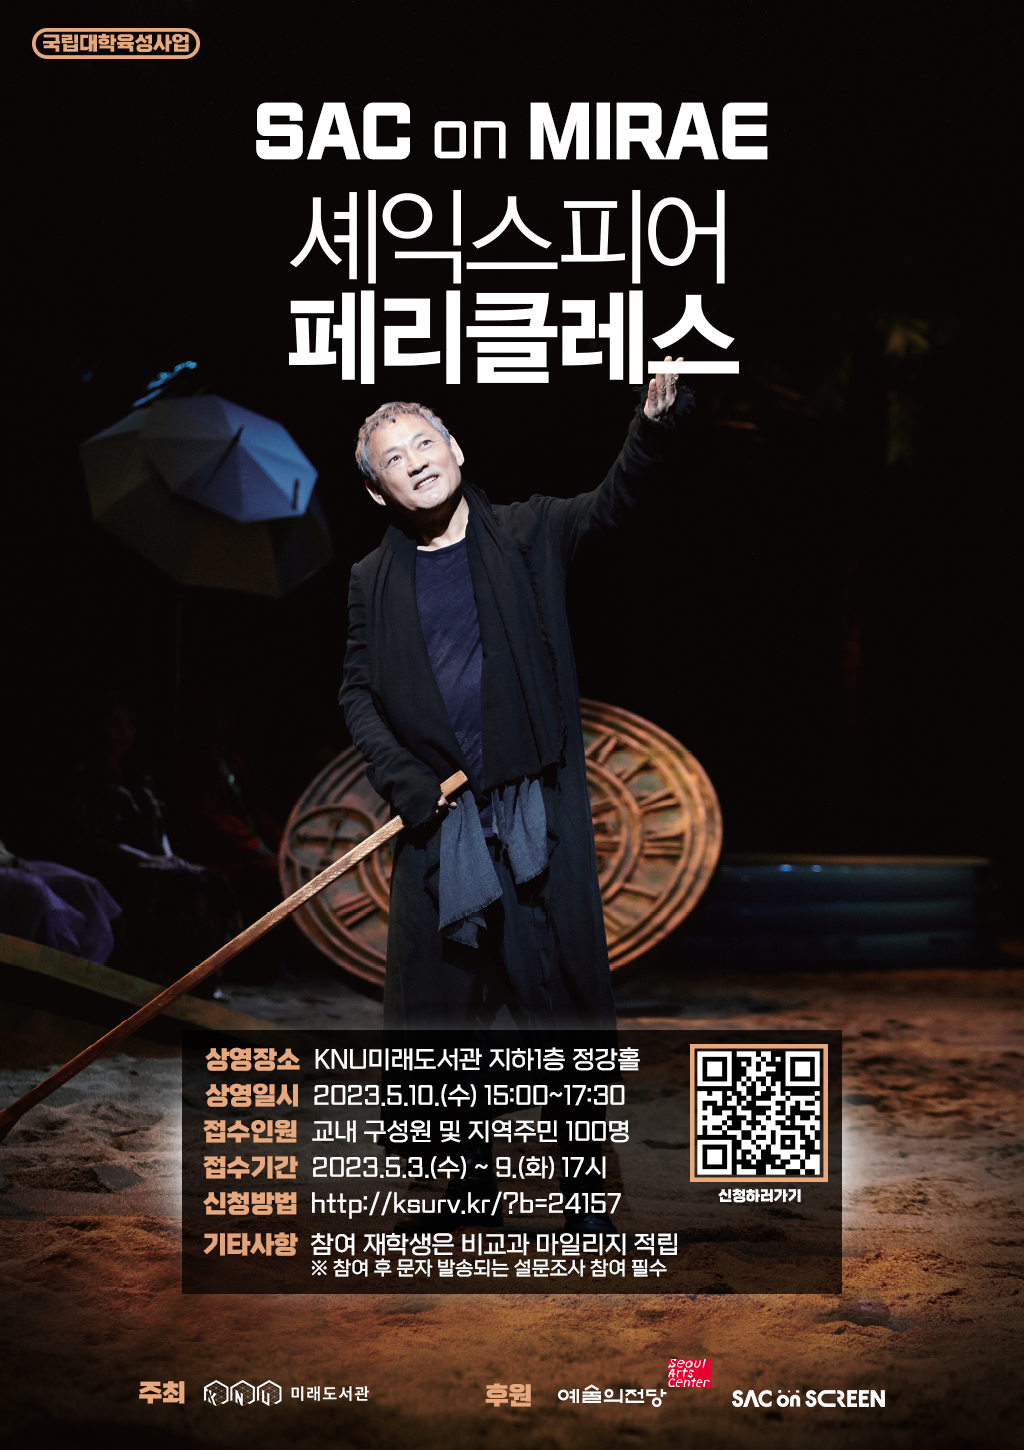 국립대학육성사업
SAC on MIRAE
셰익스피어
페리클레스
상영장소 KNU미래도서관 지하1층 정강홀
상영일시 2023.5.10.(수) 15:00~17:30
접수인원 교내 구성원 및 지역주민 100명
접수기간 2023.5.3.(수) ~ 9.(화) 17시
신청방법 http://ksurv.kr/?b=24157
신청하러가기
기타사항 참여 재학생은 비교과 마일리지 적립
※ 참여 후 문자 발송되는 설문조사 참여 필수
주최 KNU 미래도서관
후원 예술의전당
Seoul
Arts
Center
SAC on SCREEN